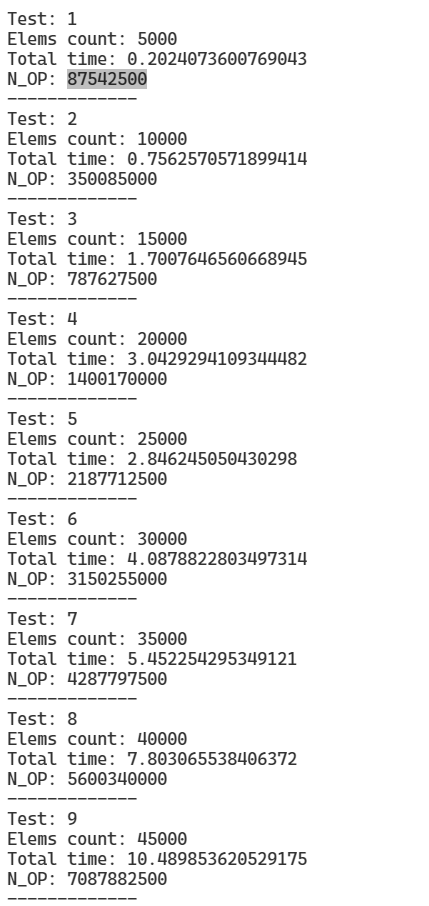 Test: 1
Elems count: 5000
Total time: 0.2024073600769043
N_OP: 87542500
-------------
Test: 2
Elems count: 10000
Total time: 0.7562570571899414
N_OP: 350085000
-------------
Test: 3
Elems count: 15000
Total time: 1.7007646560668945
N_OP: 787627500
-------------
Test: 4
Elems count: 20000
Total time: 3.0429294109344482
N_OP: 1400170000
-------------
Test: 5
Elems count: 25000
Total time: 2.846245050430298
N_OP: 2187712500
-------------
Test: 6
Elems count: 30000
Total time: 4.0878822803497314
N_OP: 3150255000
-------------
Test: 7
Elems count: 35000
Total time: 5.452254295349121
N_OP: 4287797500
-------------
Test: 8
Elems count: 40000
Total time: 7.803065538406372
N_OP: 5600340000
-------------
Test: 9
Elems count: 45000
Total time: 10.489853620529175
N_OP: 7087882500
-------------